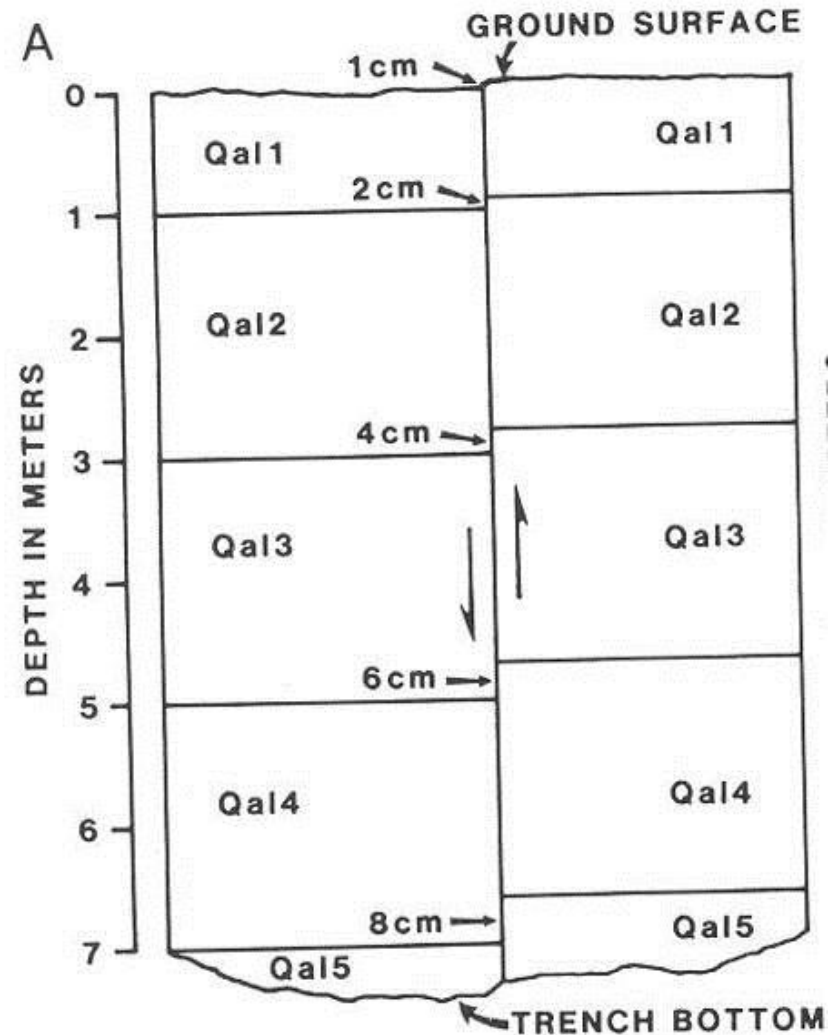 A
GROUND SURFACE
1cm
0
Qal1
Qal1
2cm
1
Qal2
Qal2
2
DEPTH IN METERS
4cm
3
Qal3
Qal3
4
6cm
5
Qal4
Qal4
6
8cm
Qal5
7
Qal5
TRENCH BOTTOM